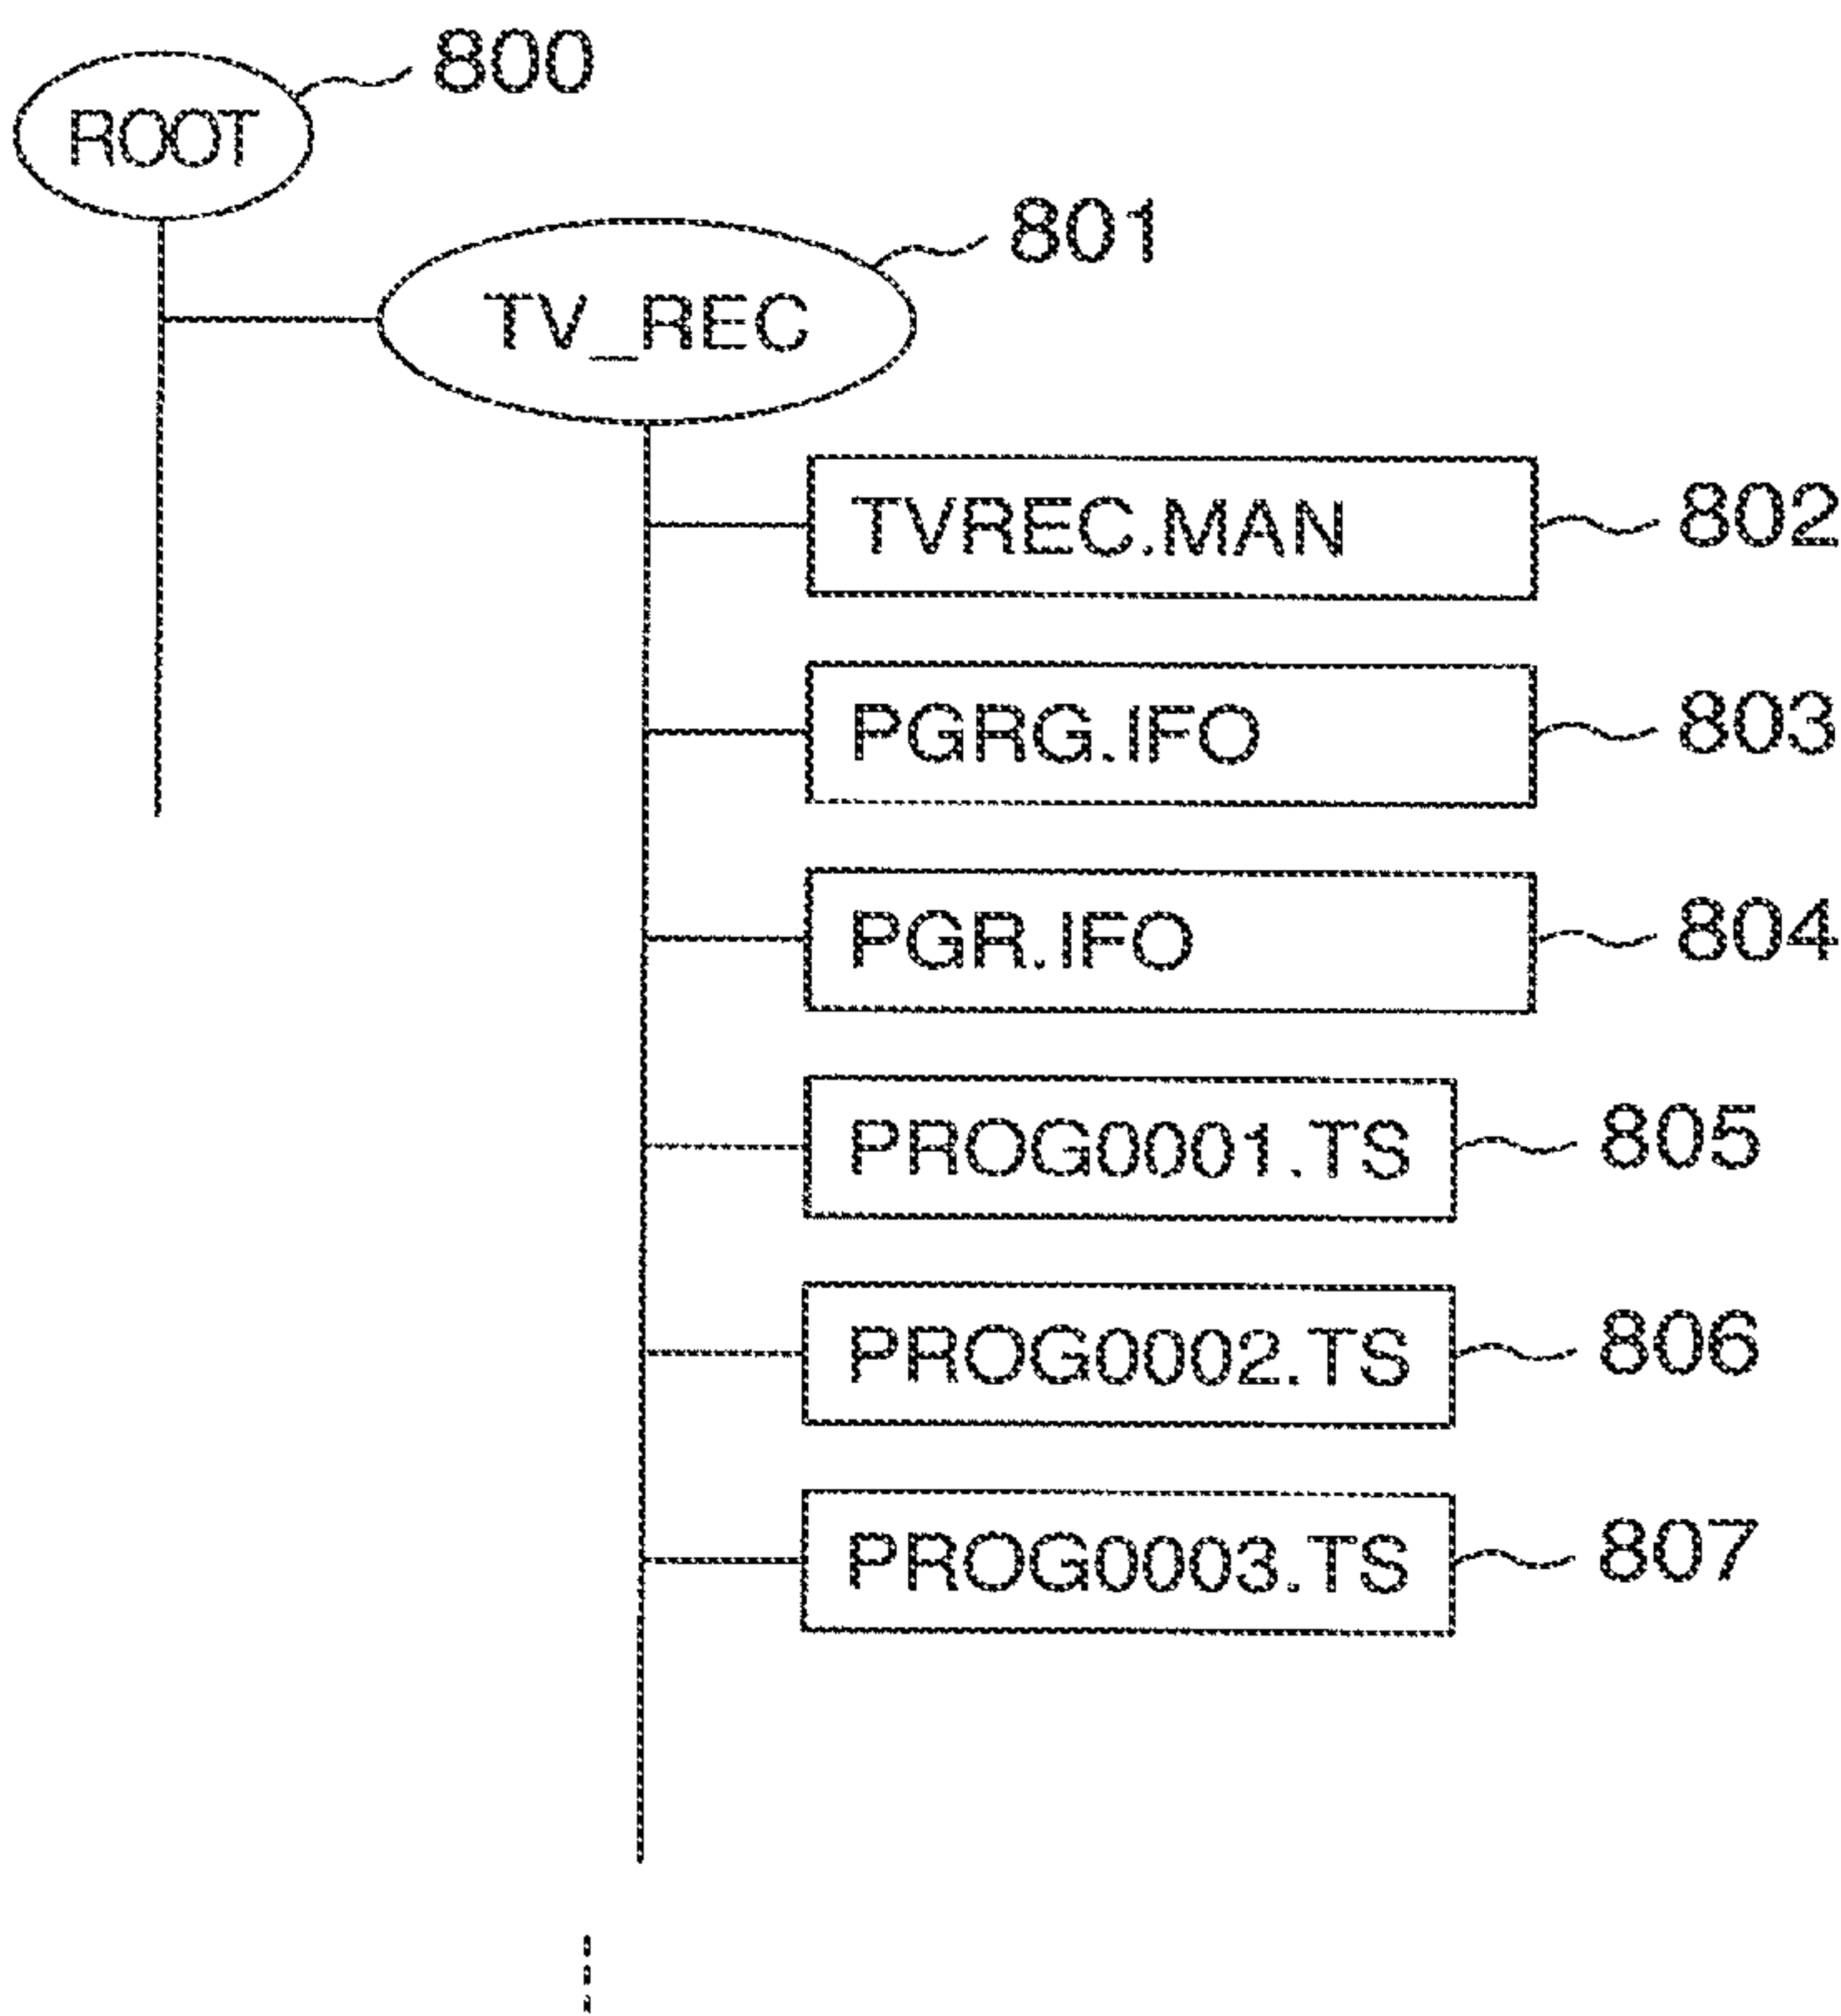 800
ROOT
801
TV_REC
TVREC.MAN 802
PGRG.IFO 803
PGR.IFO 804
PROG0001.TS 805
PROG0002.TS 806
PROG0003.TS 807